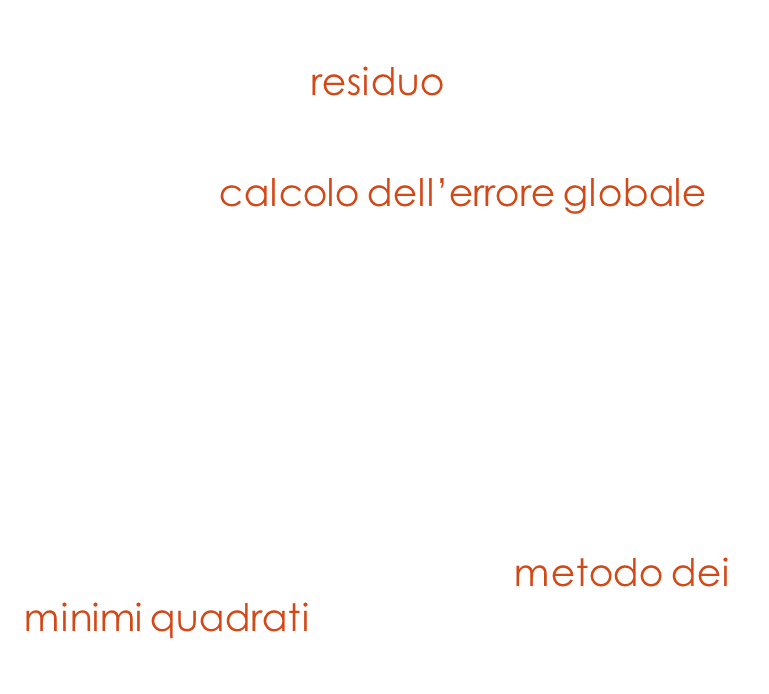 residuo
calcolo dell’errore globale
metodo dei
minimi quadrati